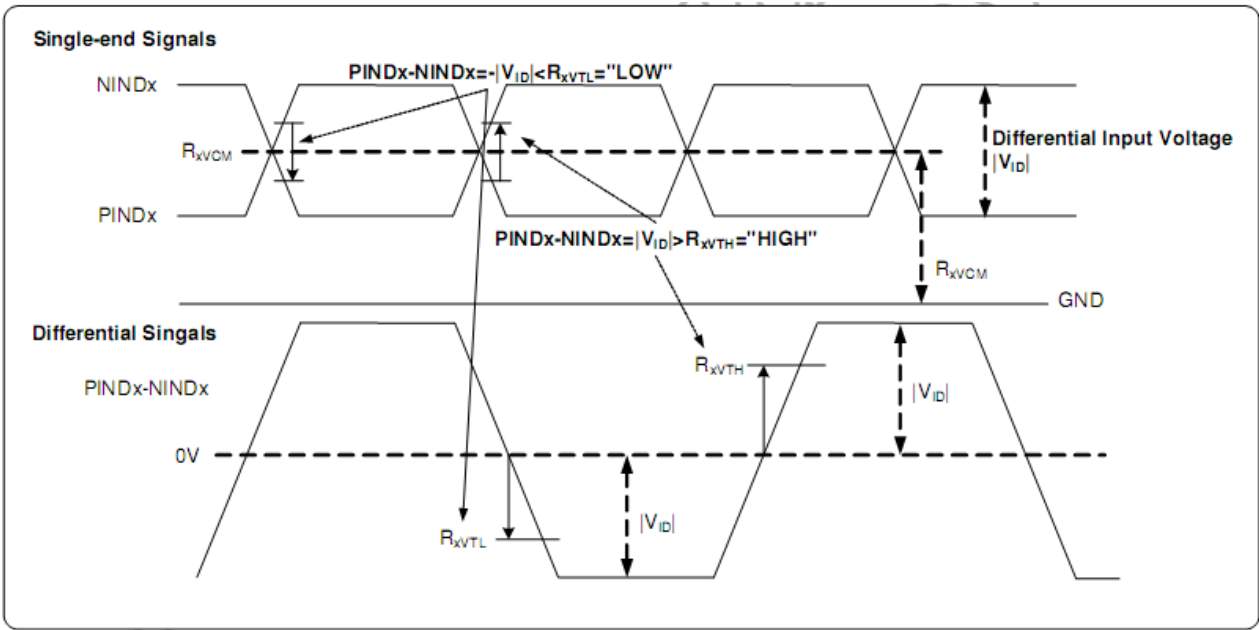 Single-end Signals
PINDx-NINDx=-|VID|<RxVTL="LOW"
NINDx
RxVCM
Differential Input Voltage
|VID|
PINDx
PINDx-NINDx=|VID|>RxVTH="HIGH"
RxVCM
GND
Differential Singals
RxVTH
PINDx-NINDx
|VID|
0V
|VID|
RxVTL